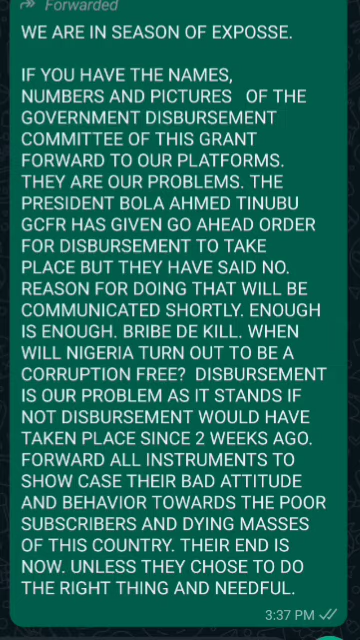 Forwarded
WE ARE IN SEASON OF EXPOSSE.
IF YOU HAVE THE NAMES,
NUMBERS AND PICTURES   OF THE
GOVERNMENT DISBURSEMENT
COMMITTEE OF THIS GRANT
FORWARD TO OUR PLATFORMS.
THEY ARE OUR PROBLEMS. THE
PRESIDENT BOLA AHMED TINUBU
GCFR HAS GIVEN GO AHEAD ORDER
FOR DISBURSEMENT TO TAKE
PLACE BUT THEY HAVE SAID NO.
REASON FOR DOING THAT WILL BE
COMMUNICATED SHORTLY. ENOUGH
IS ENOUGH. BRIBE DE KILL. WHEN
WILL NIGERIA TURN OUT TO BE A
CORRUPTION FREE?  DISBURSEMENT
IS OUR PROBLEM AS IT STANDS IF
NOT DISBURSEMENT WOULD HAVE
TAKEN PLACE SINCE 2 WEEKS AGO.
FORWARD ALL INSTRUMENTS TO
SHOW CASE THEIR BAD ATTITUDE
AND BEHAVIOR TOWARDS THE POOR
SUBSCRIBERS AND DYING MASSES
OF THIS COUNTRY. THEIR END IS
NOW. UNLESS THEY CHOSE TO DO
THE RIGHT THING AND NEEDFUL.
3:37 PM